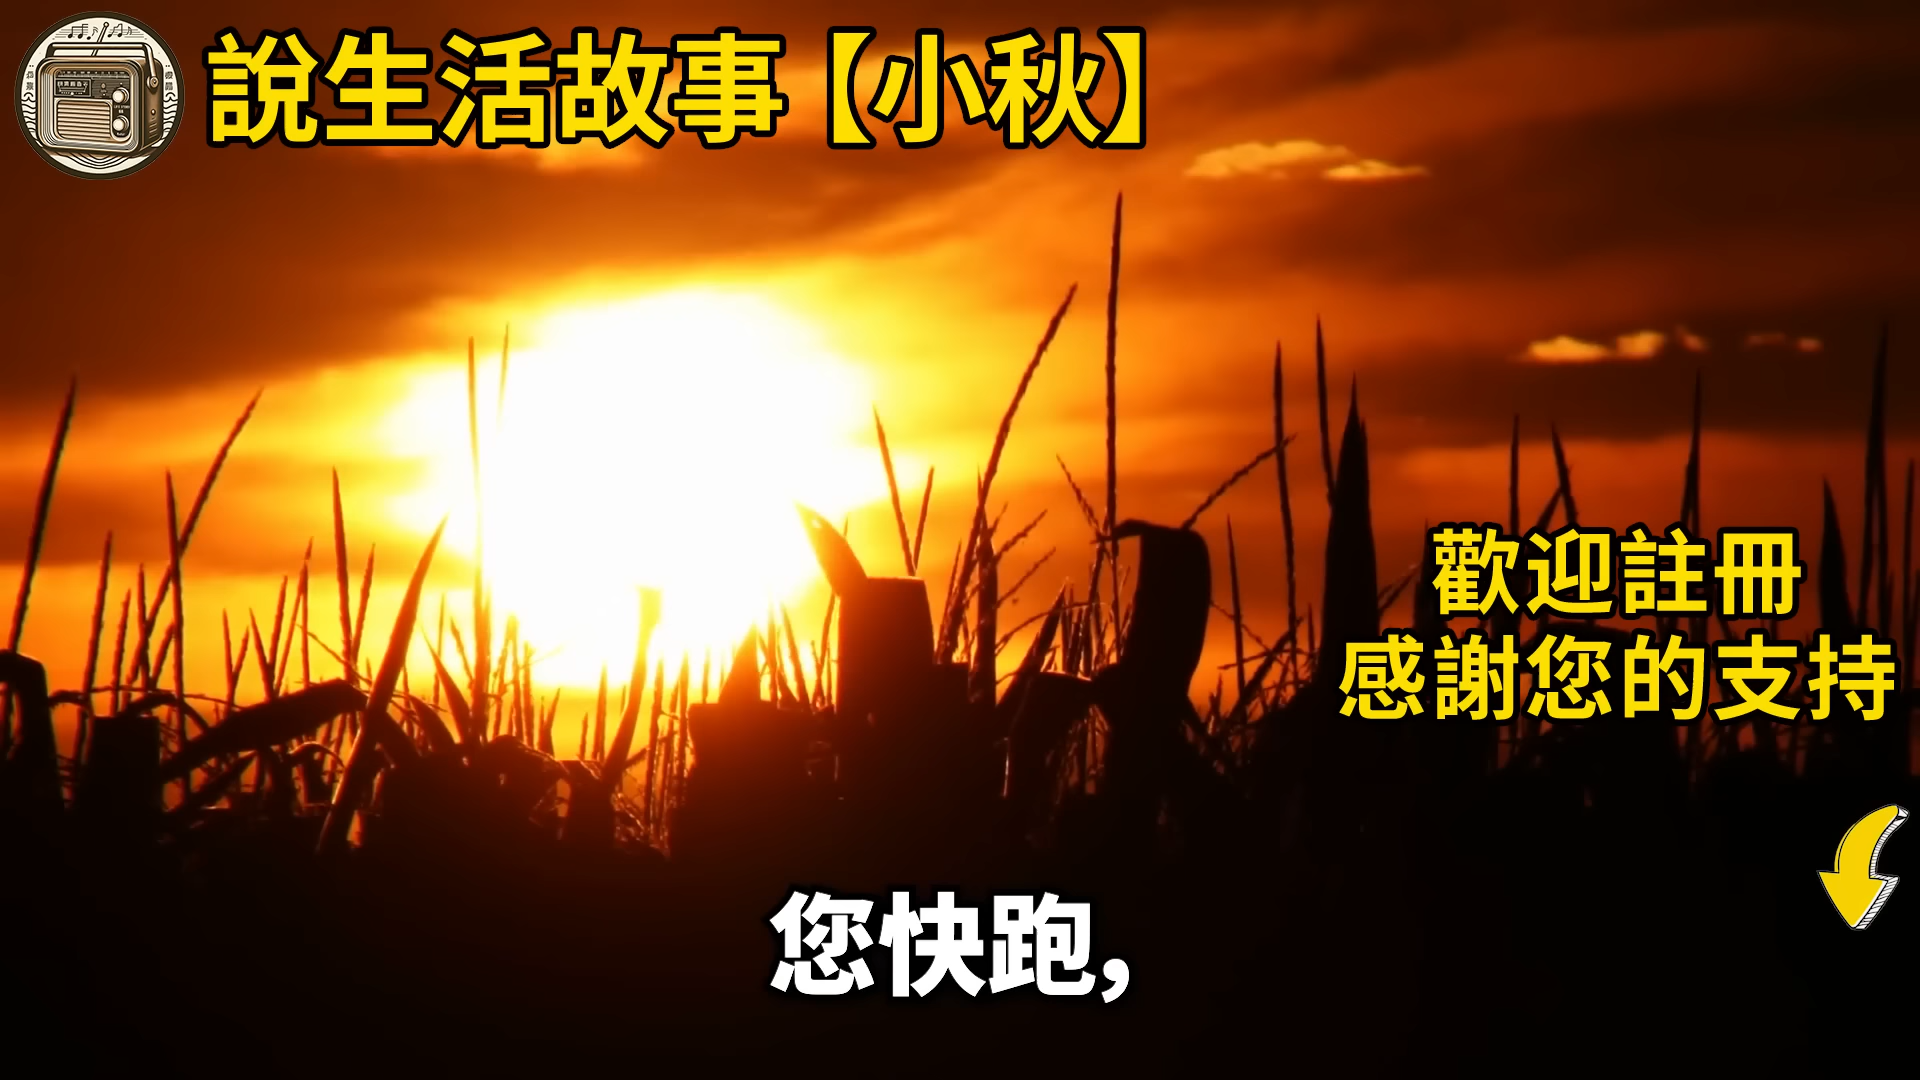 說生活故事【小秋】
歡迎註冊
感謝您的支持
您快跑,